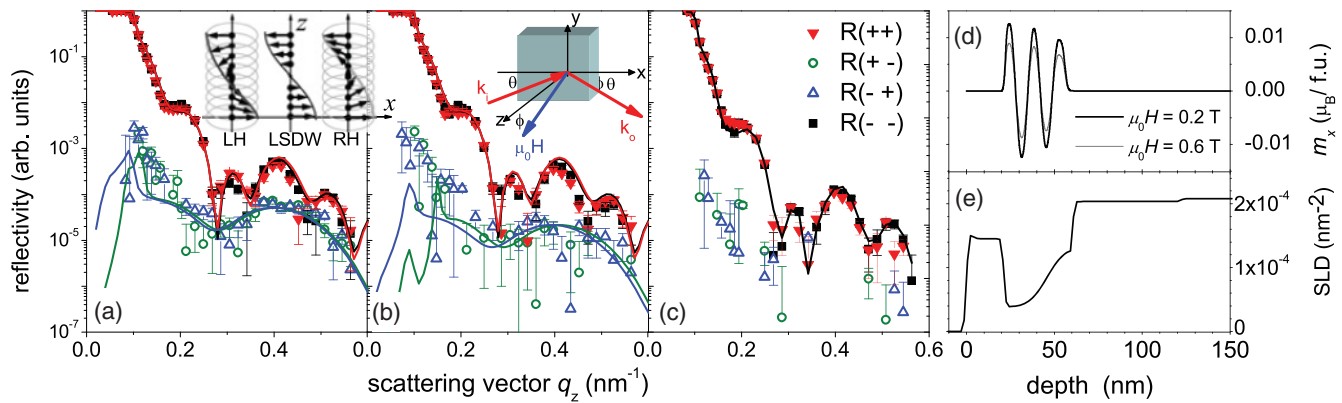 reflectivity (arb. units)
10⁻¹
10⁻³
10⁻⁵
10⁻⁷
(a)
z
x
LH LSDW RH
0.0 0.2 0.4
(b)
y
x
z
θ
θ
ϕ
kᵢ
kₒ
μ₀H
0.0 0.2 0.4 0.0
(c)
R(++)
R(+ -)
R(- +)
R(- -)
0.2 0.4 0.6
scattering vector q_z (nm⁻¹)
(d)
μ₀H = 0.2 T
μ₀H = 0.6 T
0.01
0.00
-0.01
mₓ (μ_B/ f.u.)
(e)
2x10⁻⁴
1x10⁻⁴
0
SLD (nm⁻²)
0 50 100 150
depth (nm)